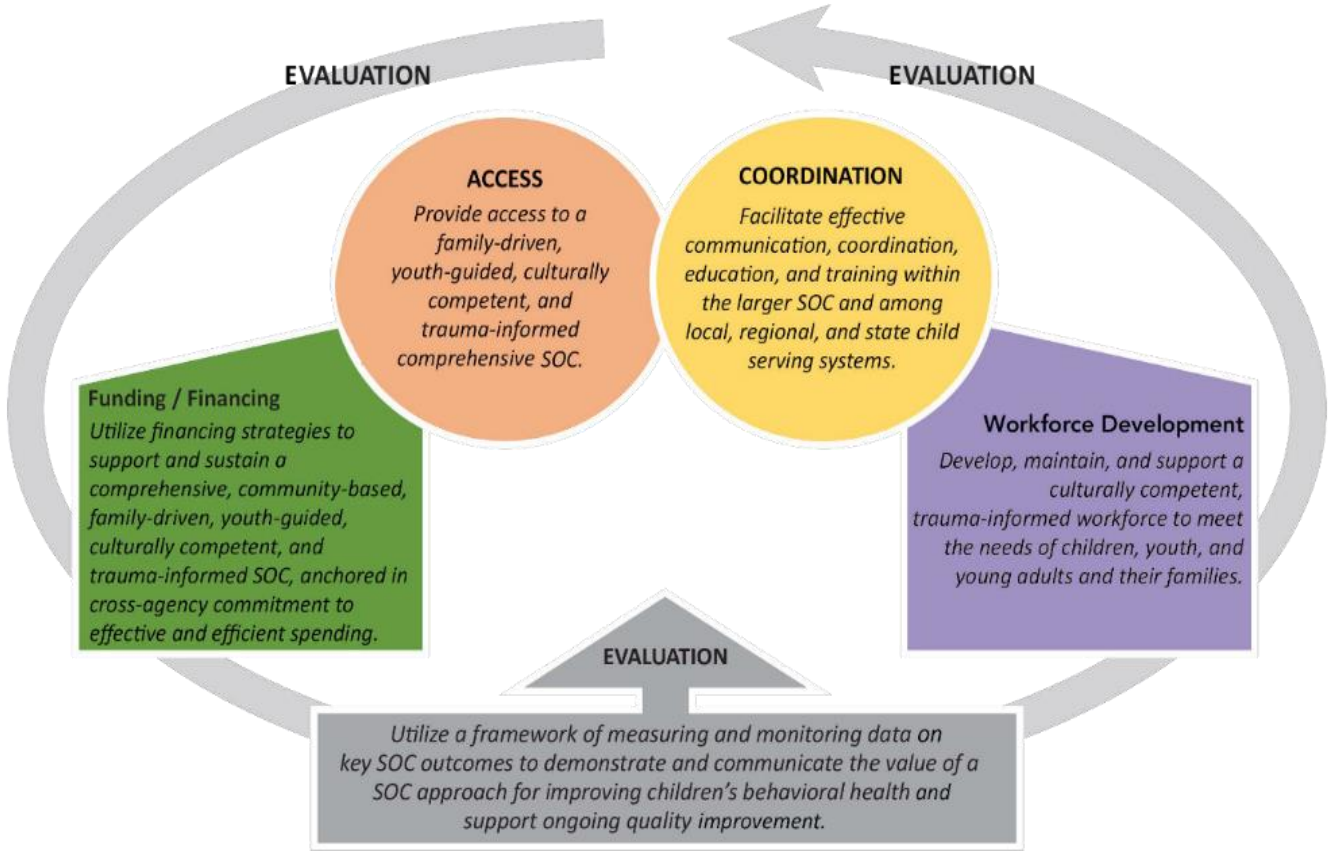 EVALUATION
EVALUATION
ACCESS
Provide access to a
family-driven,
youth-guided, culturally
competent, and
trauma-informed
comprehensive SOC.
COORDINATION
Facilitate effective
communication, coordination,
education, and training within
the larger SOC and among
local, regional, and state child
serving systems.
Funding / Financing
Utilize financing strategies to
support and sustain a
comprehensive, community-based,
family-driven, youth-guided,
culturally competent, and
trauma-informed SOC, anchored in
cross-agency commitment to
effective and efficient spending.
Workforce Development
Develop, maintain, and support a
culturally competent,
trauma-informed workforce to meet
the needs of children, youth, and
young adults and their families.
EVALUATION
Utilize a framework of measuring and monitoring data on
key SOC outcomes to demonstrate and communicate the value of a
SOC approach for improving children's behavioral health and
support ongoing quality improvement.